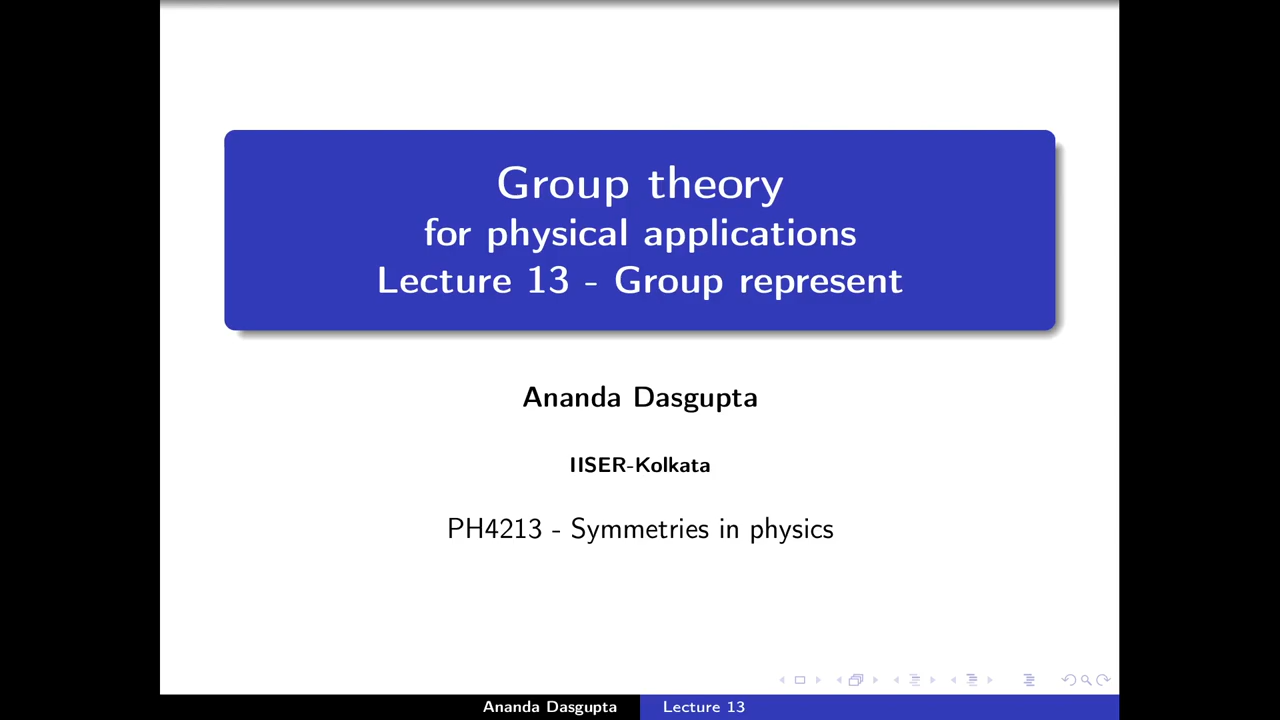 Group theory
for physical applications
Lecture 13 - Group represent
Ananda Dasgupta
IISER-Kolkata
PH4213 - Symmetries in physics
Ananda Dasgupta
Lecture 13